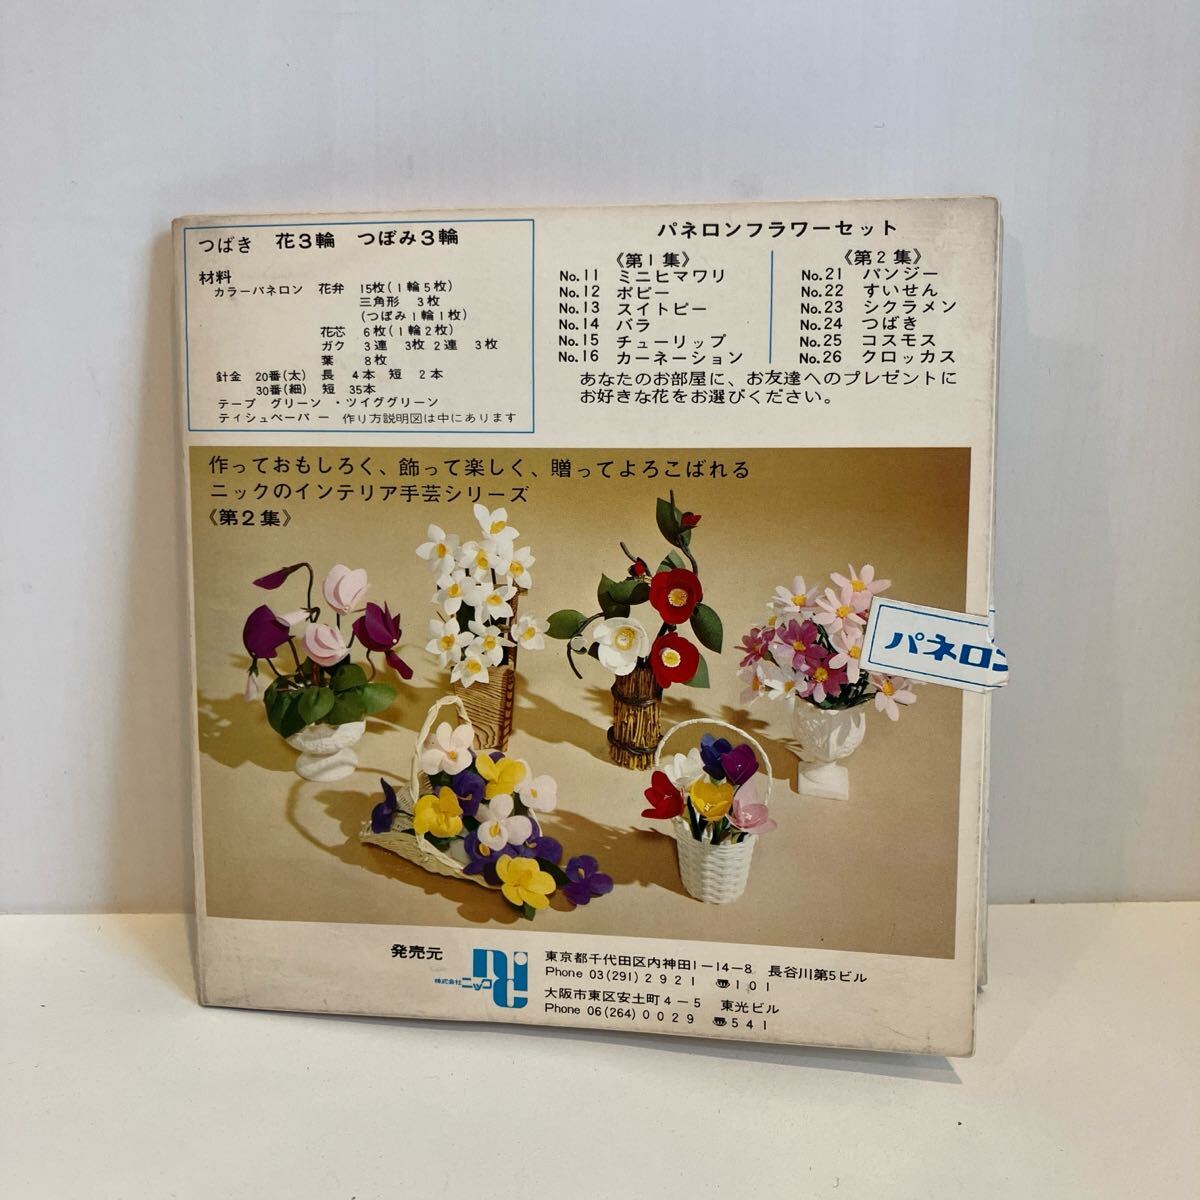 つばき 花3輪 つぼみ3輪
材料
カラーパネロン 花弁 15枚(1輪5枚)
三角形 3枚
(つぼみ1輪1枚)
花芯 6枚(1輪2枚)
ガク 3連 3枚 2連 3枚
葉 8枚
針金 20番(太) 長 4本 短 2本
30番(細) 短 35本
テープ グリーン・ツイググリーン
テイシュペーパー 作り方説明図は中にあります
パネロンフラワーセット
《第1集》
No.11 ミニヒマワリ
No.12 ポピー
No.13 スイトピー
No.14 バラ
No.15 チューリップ
No.16 カーネーション
《第2集》
No.21 パンジー
No.22 すいせん
No.23 シクラメン
No.24 つばき
No.25 コスモス
No.26 クロッカス
あなたのお部屋に、お友達へのプレゼントに
お好きな花をお選びください。
作っておもしろく、飾って楽しく、贈ってよろこばれる
ニックのインテリア手芸シリーズ
《第2集》
パネロン
発売元
株式会社ニック
nic
東京都千代田区内神田1-14-8 長谷川第5ビル
Phone 03(291)2921 〠101
大阪市東区安土町4-5 東光ビル
Phone 06(264)0029 〠541